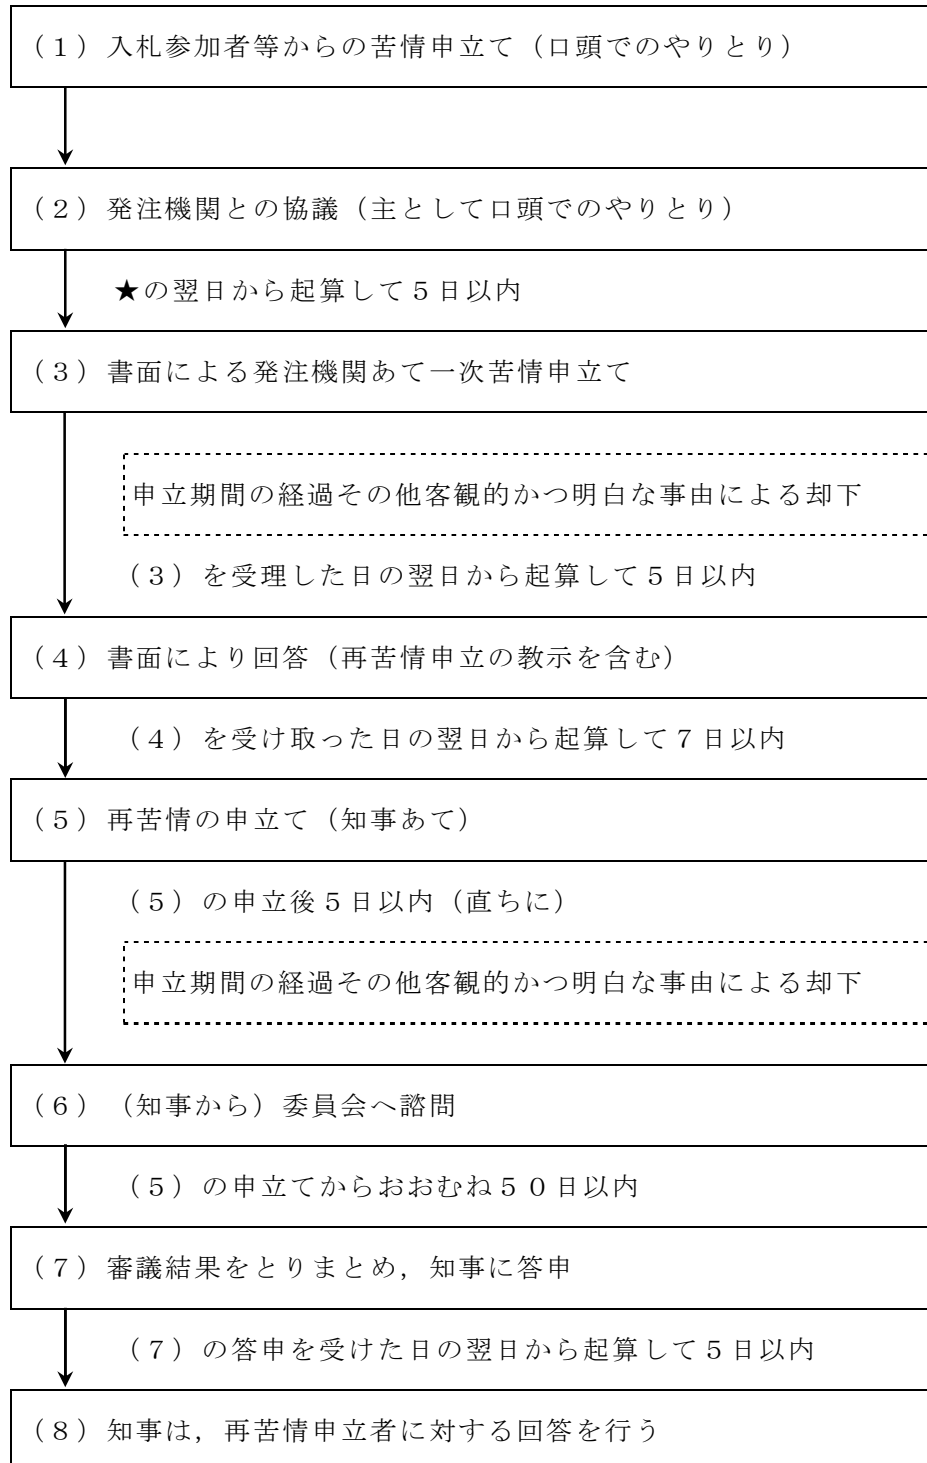 （１）入札参加者等からの苦情申立て（口頭でのやりとり）
（２）発注機関との協議（主として口頭でのやりとり）
★の翌日から起算して５日以内
（３）書面による発注機関あて一次苦情申立て
申立期間の経過その他客観的かつ明白な事由による却下
（３）を受理した日の翌日から起算して５日以内
（４）書面により回答（再苦情申立の教示を含む）
（４）を受け取った日の翌日から起算して７日以内
（５）再苦情の申立て（知事あて）
（５）の申立後５日以内（直ちに）
申立期間の経過その他客観的かつ明白な事由による却下
（６）（知事から）委員会へ諮問
（５）の申立てからおおむね５０日以内
（７）審議結果をとりまとめ，知事に答申
（７）の答申を受けた日の翌日から起算して５日以内
（８）知事は，再苦情申立者に対する回答を行う